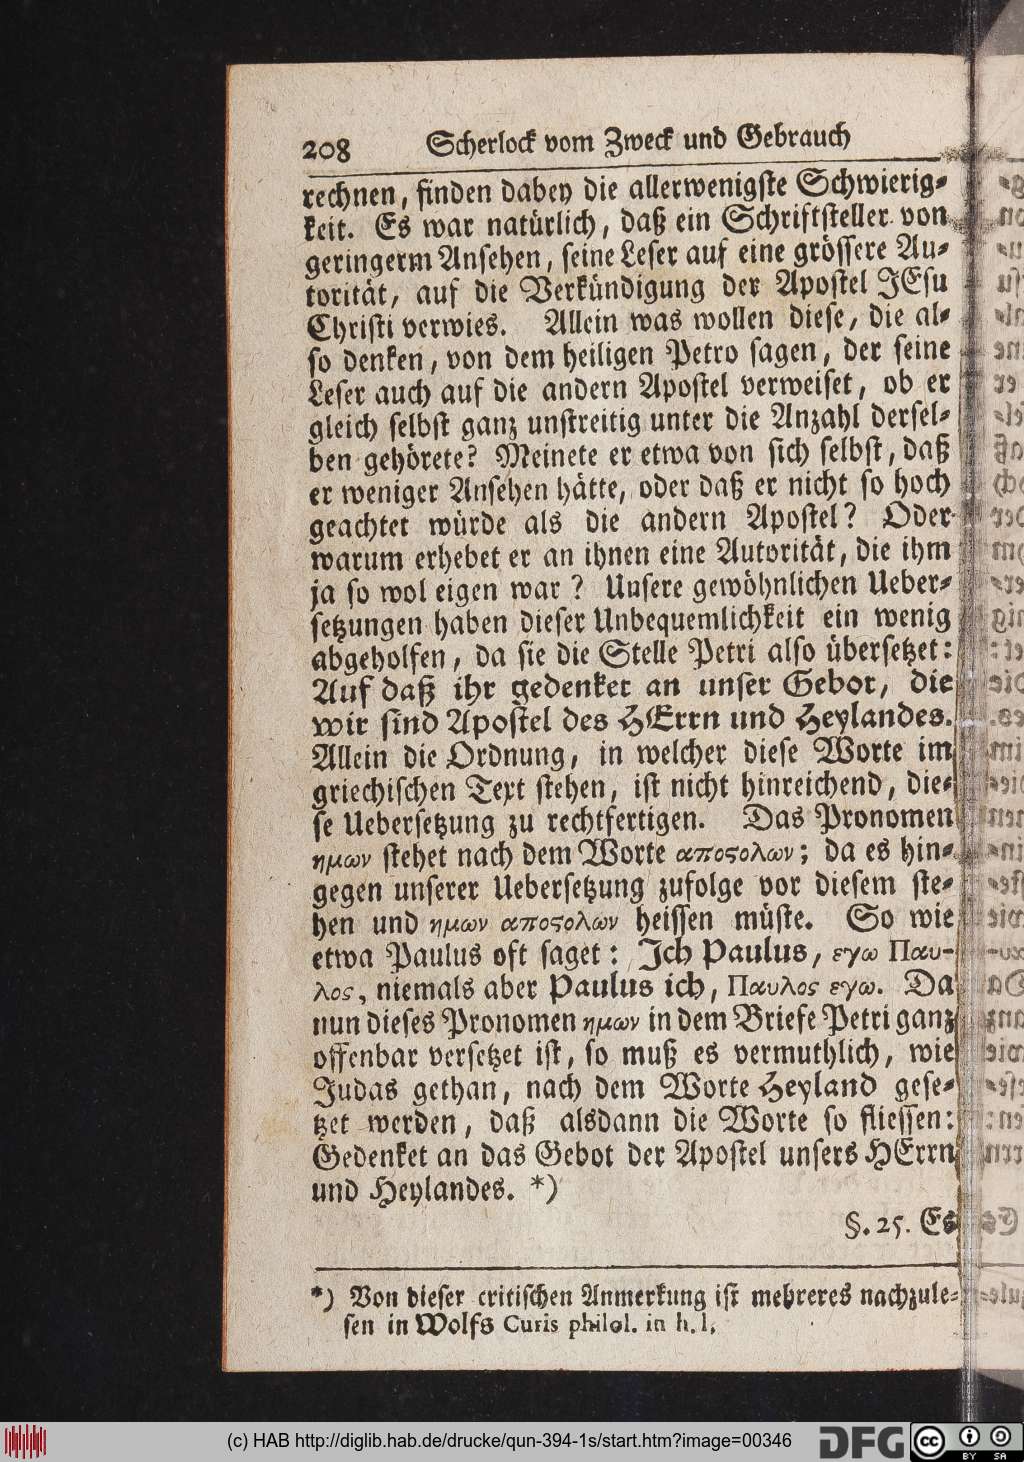 208 Scherlock vom Zweck und Gebrauch
rechnen, finden dabey die allerwenigste Schwierig-
keit. Es war natürlich, daß ein Schriftsteller von
geringerm Ansehen, seine Leser auf eine grössere Au-
torität, auf die Verkündigung der Apostel JEsu
Christi verwies. Allein was wollen diese, die al-
so denken, von dem heiligen Petro sagen, der seine
Leser auch auf die andern Apostel verweiset, ob er
gleich selbst ganz unstreitig unter die Anzahl dersel-
ben gehörete? Meinete er etwa von sich selbst, daß
er weniger Ansehen hätte, oder daß er nicht so hoch
geachtet würde als die andern Apostel? Oder
warum erhebet er an ihnen eine Autorität, die ihm
ja so wol eigen war? Unsere gewöhnlichen Ueber-
setzungen haben dieser Unbequemlichkeit ein wenig
abgeholfen, da sie die Stelle Petri also übersetzet:
Auf daß ihr gedenket an unser Gebot, die
wir sind Apostel des HErrn und Heylandes.
Allein die Ordnung, in welcher diese Worte im
griechischen Text stehen, ist nicht hinreichend, die-
se Uebersetzung zu rechtfertigen. Das Pronomen
ημων stehet nach dem Worte αποϛολων; da es hin-
gegen unserer Uebersetzung zufolge vor diesem ste-
hen und ημων αποϛολων heissen müste. So wie
etwa Paulus oft saget: Ich Paulus, εγω Παυ-
λος, niemals aber Paulus ich, Παυλος εγω. Da
nun dieses Pronomen ημων in dem Briefe Petri ganz
offenbar versetzet ist, so muß es vermuthlich, wie
Judas gethan, nach dem Worte Heyland gese-
tzet werden, daß alsdann die Worte so fliessen:
Gedenket an das Gebot der Apostel unsers HErrn
und Heylandes. *)
§. 25. Es
*) Von dieser critischen Anmerkung ist mehreres nachzule-
sen in Wolfs Curis philol. in h. l.
(c) HAB http://diglib.hab.de/drucke/qun-394-1s/start.htm?image=00346
DFG
cc
BY SA